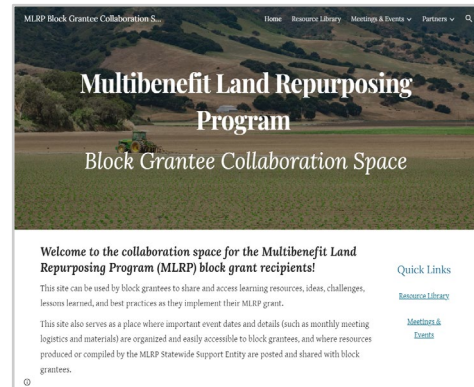 MLRP Block Grantee Collaboration S...
Home Resource Library Meetings & Events Partners
Multibenefit Land Repurposing
Program
Block Grantee Collaboration Space
Welcome to the collaboration space for the Multibenefit Land
Repurposing Program (MLRP) block grant recipients!
This site can be used by block grantees to share and access learning resources, ideas, challenges,
lessons learned, and best practices as they implement their MLRP grant.
This site also serves as a place where important event dates and details (such as monthly meeting
logistics and materials) are organized and easily accessible to block grantees, and where resources
produced or compiled by the MLRP Statewide Support Entity are posted and shared with block
grantees.
Quick Links
Resource Library
Meetings &
Events